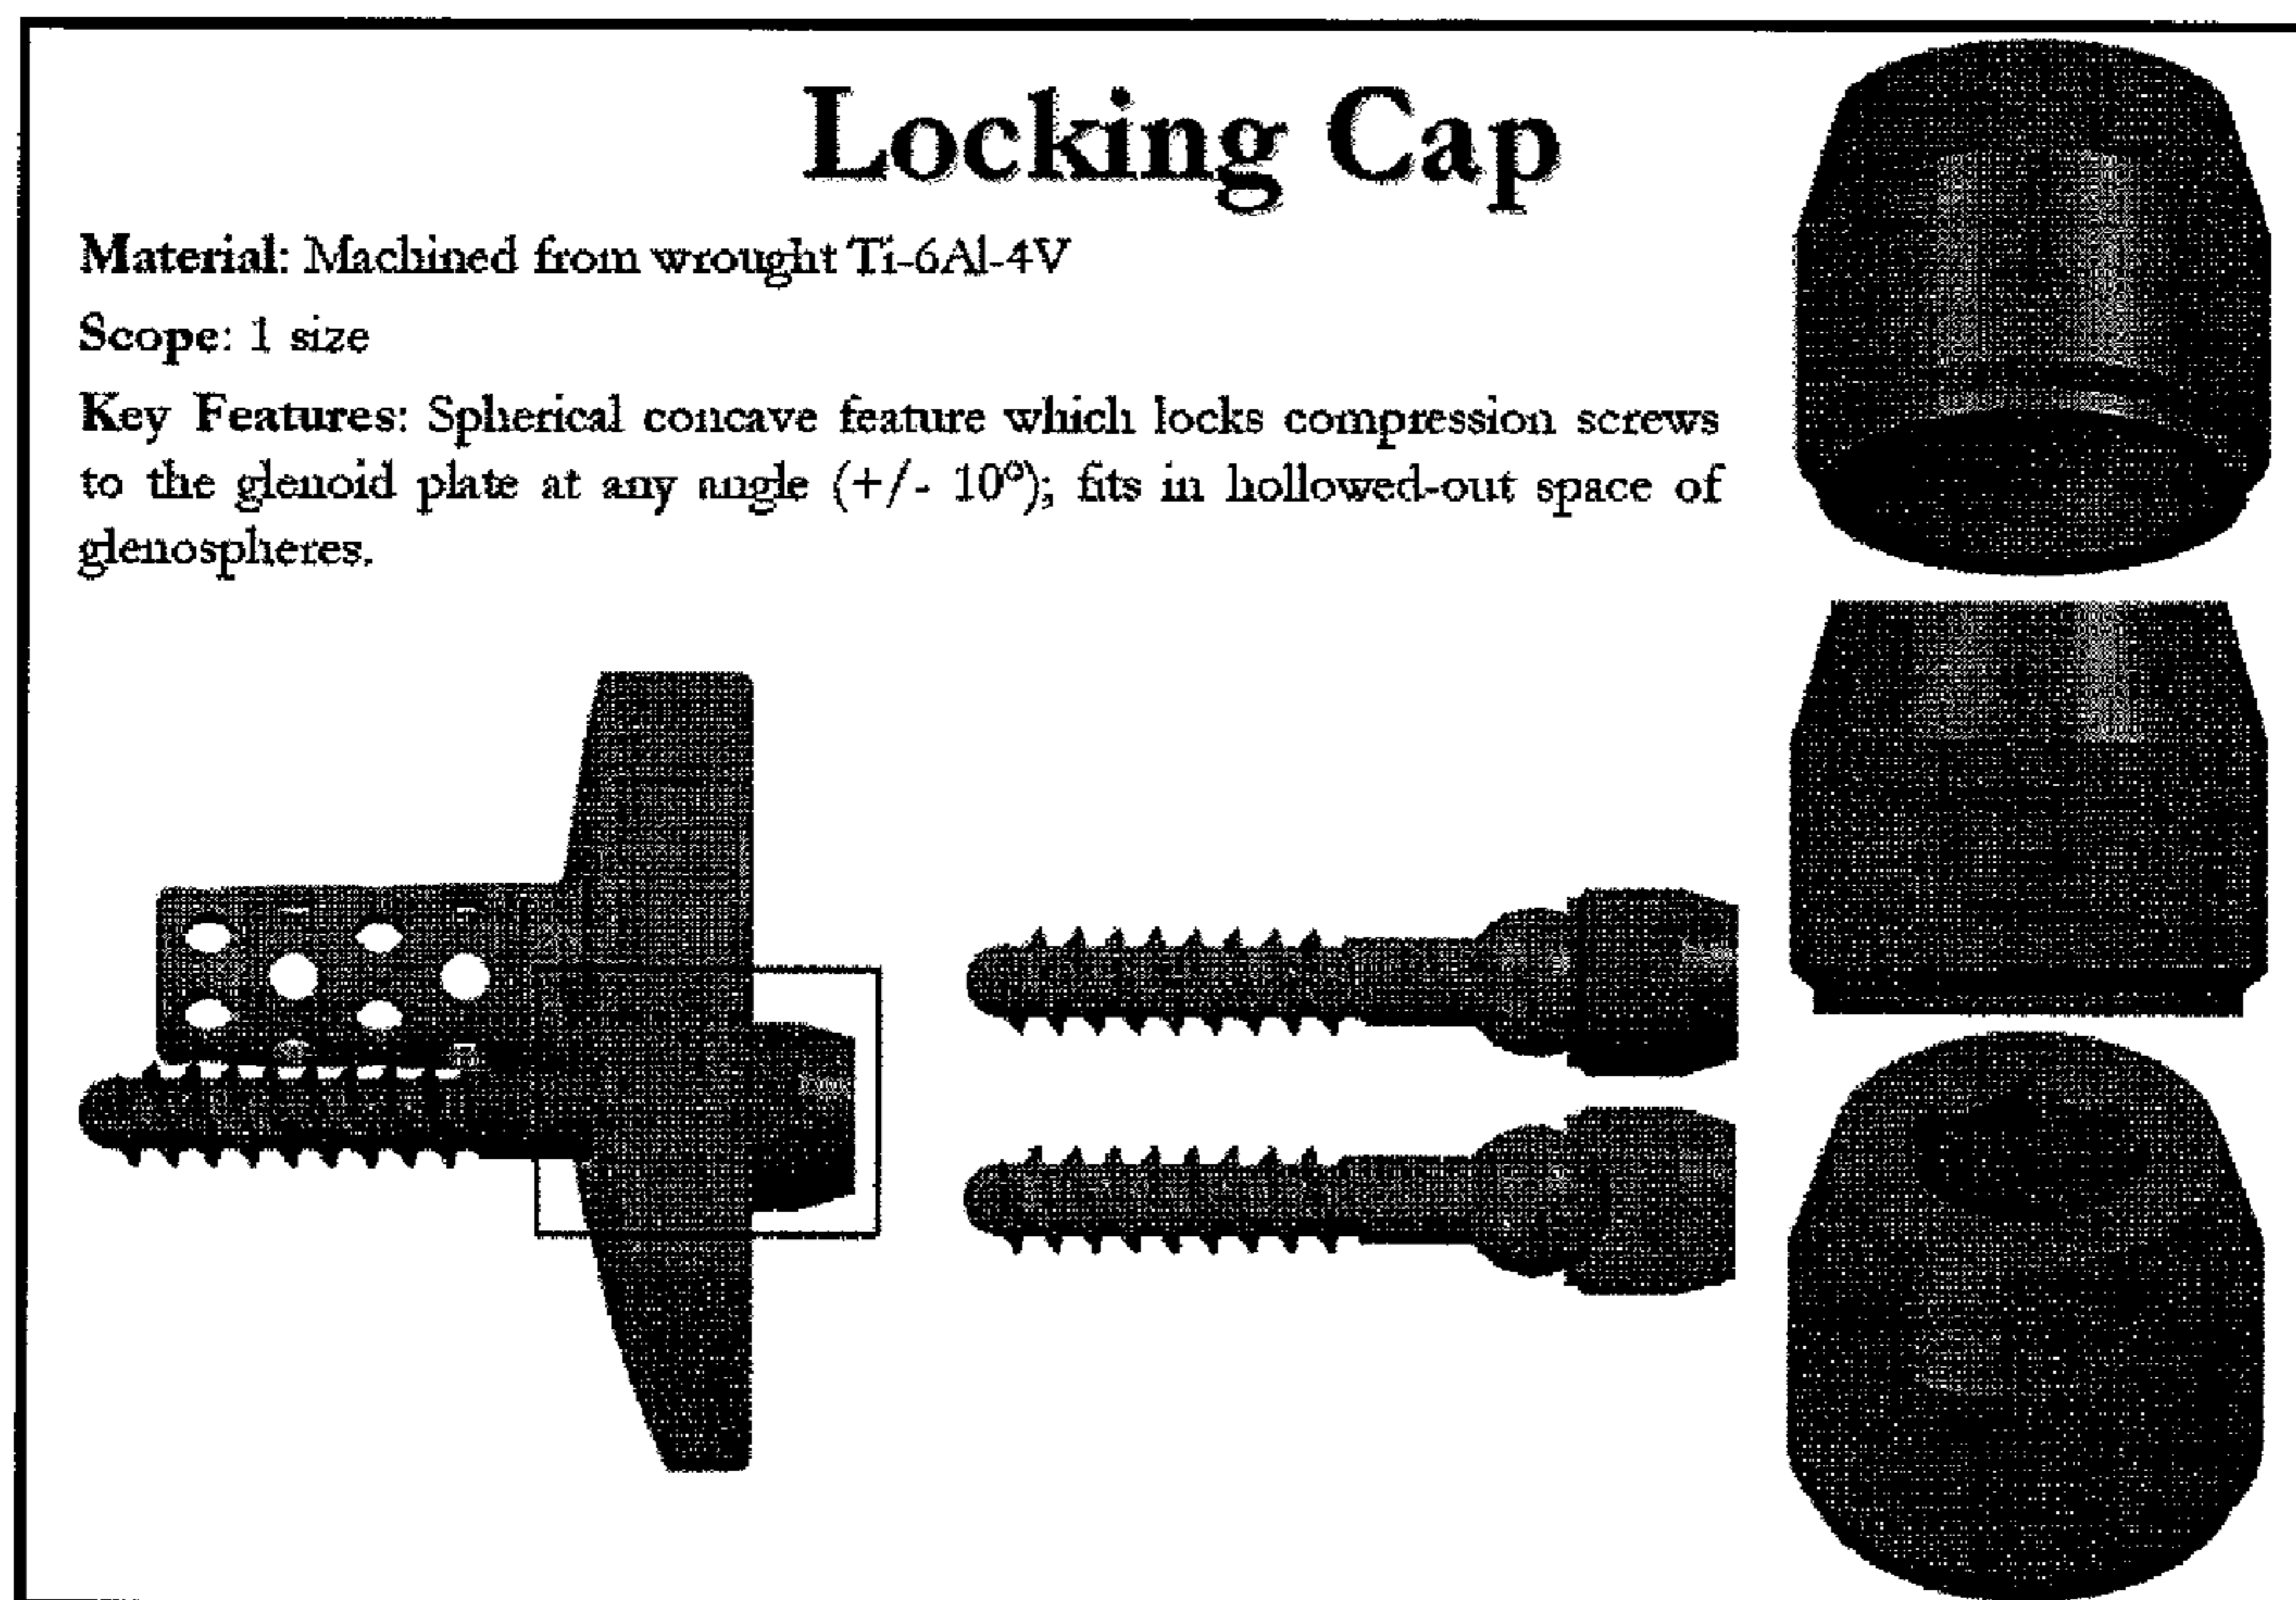 Locking Cap
Material: Machined from wrought Ti-6Al-4V
Scope: 1 size
Key Features: Spherical concave feature which locks compression screws
to the glenoid plate at any angle (+/- 10°); fits in hollowed-out space of
glenospheres.